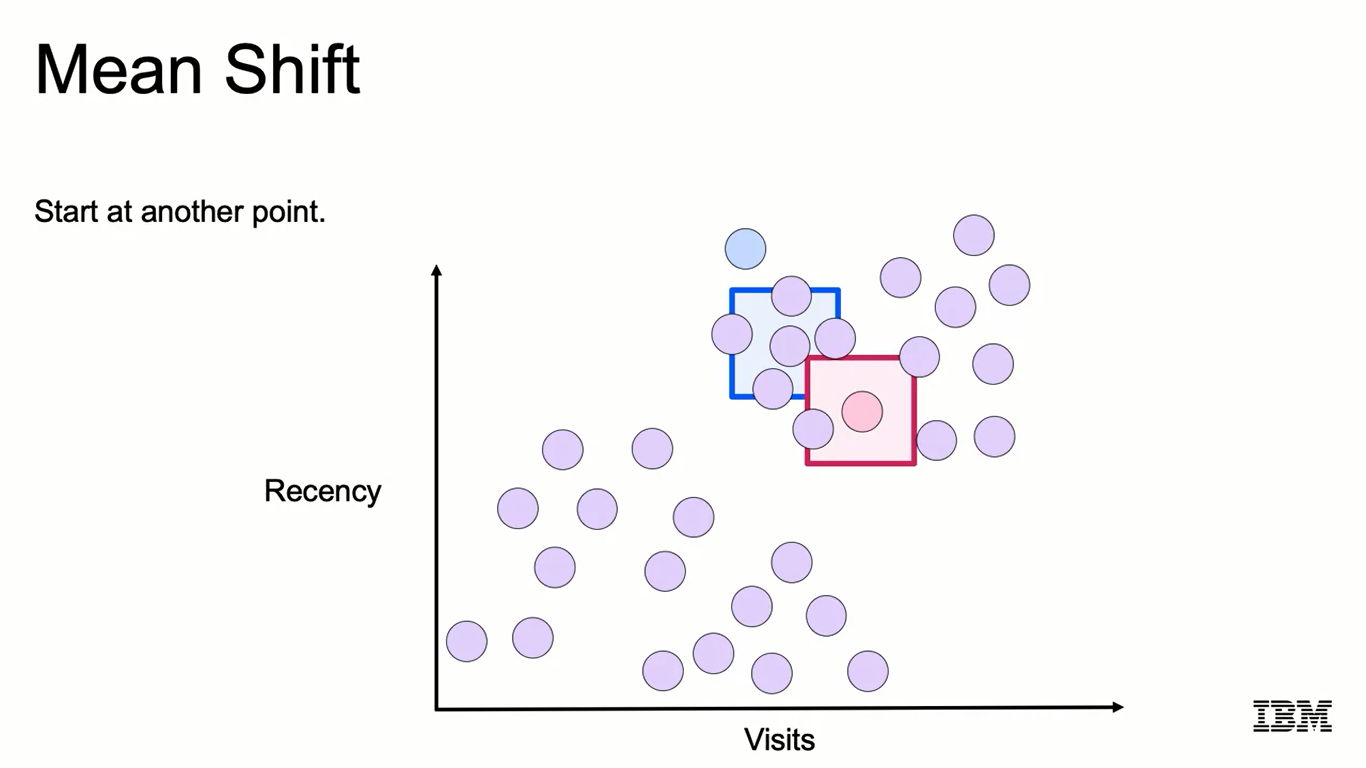 Mean Shift
Start at another point.
Recency
Visits
IBM